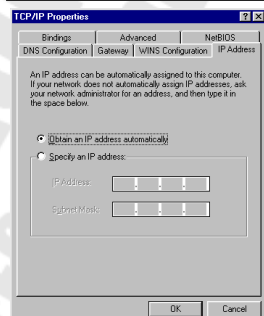 TCP/IP Properties
Bindings Advanced NetBIOS
DNS Configuration Gateway WINS Configuration IP Address
An IP address can be automatically assigned to this computer.
If your network does not automatically assign IP addresses, ask
your network administrator for an address, and then type it in
the space below.
Obtain an IP address automatically
Specify an IP address:
IP Address:
Subnet Mask:
OK Cancel